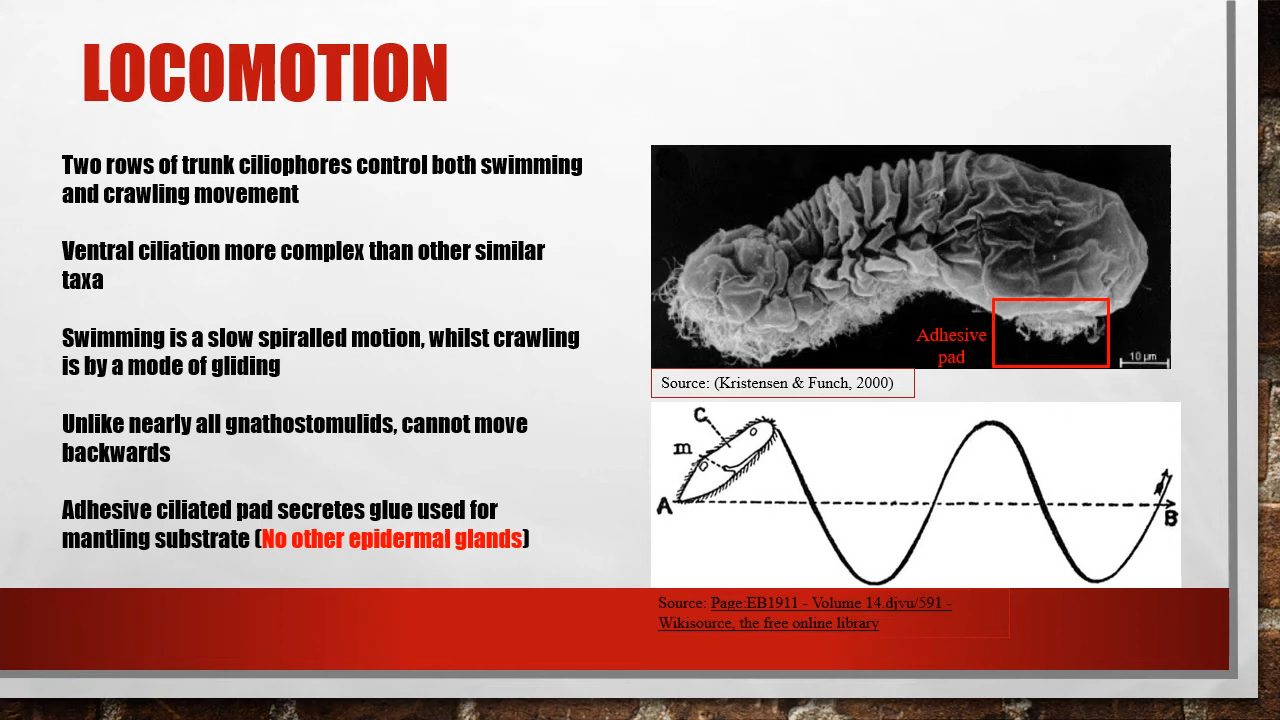 LOCOMOTION
Two rows of trunk ciliophores control both swimming
and crawling movement
Ventral ciliation more complex than other similar
taxa
Swimming is a slow spiralled motion, whilst crawling
is by a mode of gliding
Unlike nearly all gnathostomulids, cannot move
backwards
Adhesive ciliated pad secretes glue used for
mantling substrate (No other epidermal glands)
Adhesive
pad
10 µm
Source: (Kristensen & Funch, 2000)
C
m
A
B
Source: Page:EB1911 - Volume 14.djvu/591 -
Wikisource, the free online library